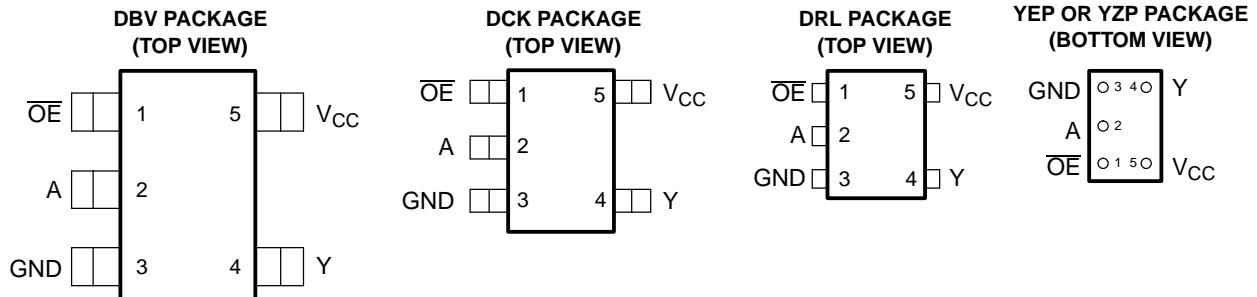 DBV PACKAGE
(TOP VIEW)
OE 1 5 VCC
A 2
GND 3 4 Y
DCK PACKAGE
(TOP VIEW)
OE 1 5 VCC
A 2
GND 3 4 Y
DRL PACKAGE
(TOP VIEW)
OE 1 5 VCC
A 2
GND 3 4 Y
YEP OR YZP PACKAGE
(BOTTOM VIEW)
GND 3 4 Y
A 2
OE 1 5 VCC